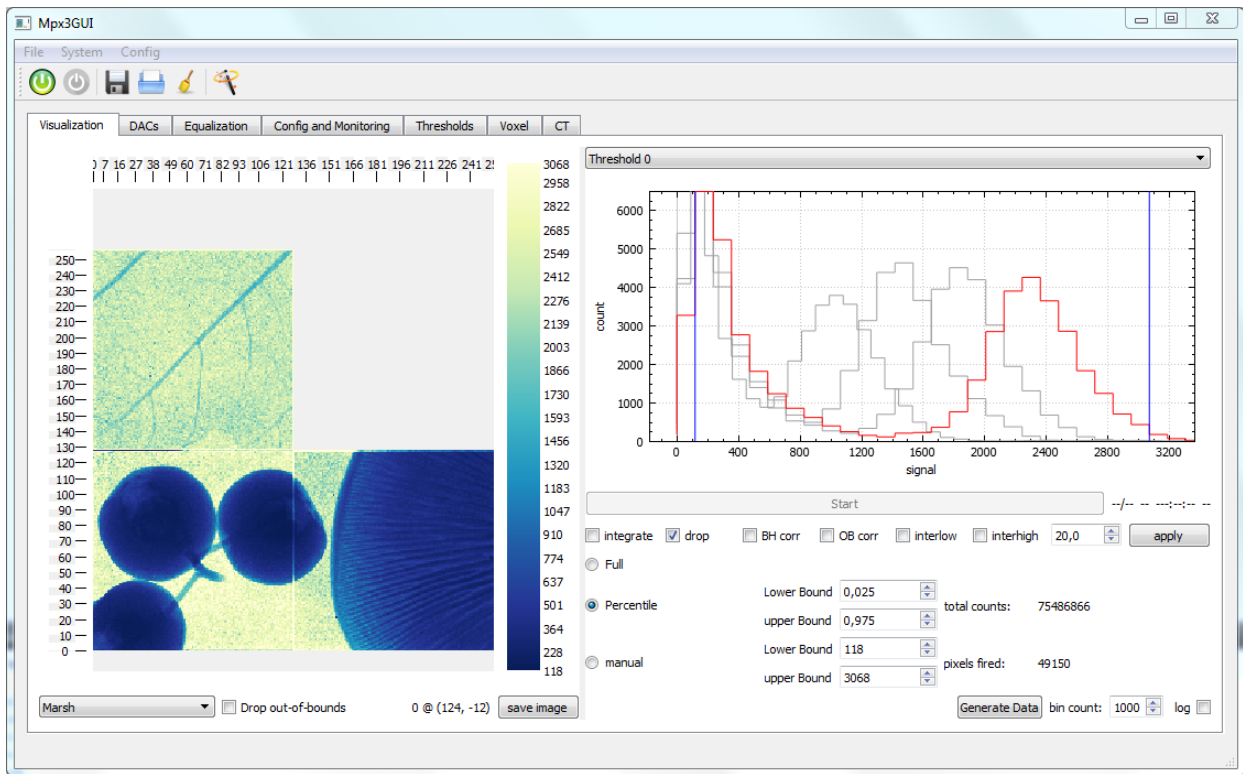 Mpx3GUI
File System Config
Visualization DACs Equalization Config and Monitoring Thresholds Voxel CT
7 16 27 38 49 60 71 82 93 106 121 136 151 166 181 196 211 226 241
250
240
230
220
210
200
190
180
170
160
150
140
130
120
110
100
90
80
70
60
50
40
30
20
10
0
3068
2958
2822
2685
2549
2412
2276
2139
2003
1866
1730
1593
1456
1320
1183
1047
910
774
637
501
364
228
118
Marsh Drop out-of-bounds 0 @ (124, -12) save image
Threshold 0
6000
5000
4000
3000
2000
1000
0
count
0 400 800 1200 1600 2000 2400 2800 3200
signal
Start --/-- -- ---:--:-- --
integrate drop BH corr OB corr interlow interhigh 20,0 apply
Full
Percentile
Lower Bound 0,025
upper Bound 0,975
total counts: 75486866
manual
Lower Bound 118
upper Bound 3068
pixels fired: 49150
Generate Data bin count: 1000 log